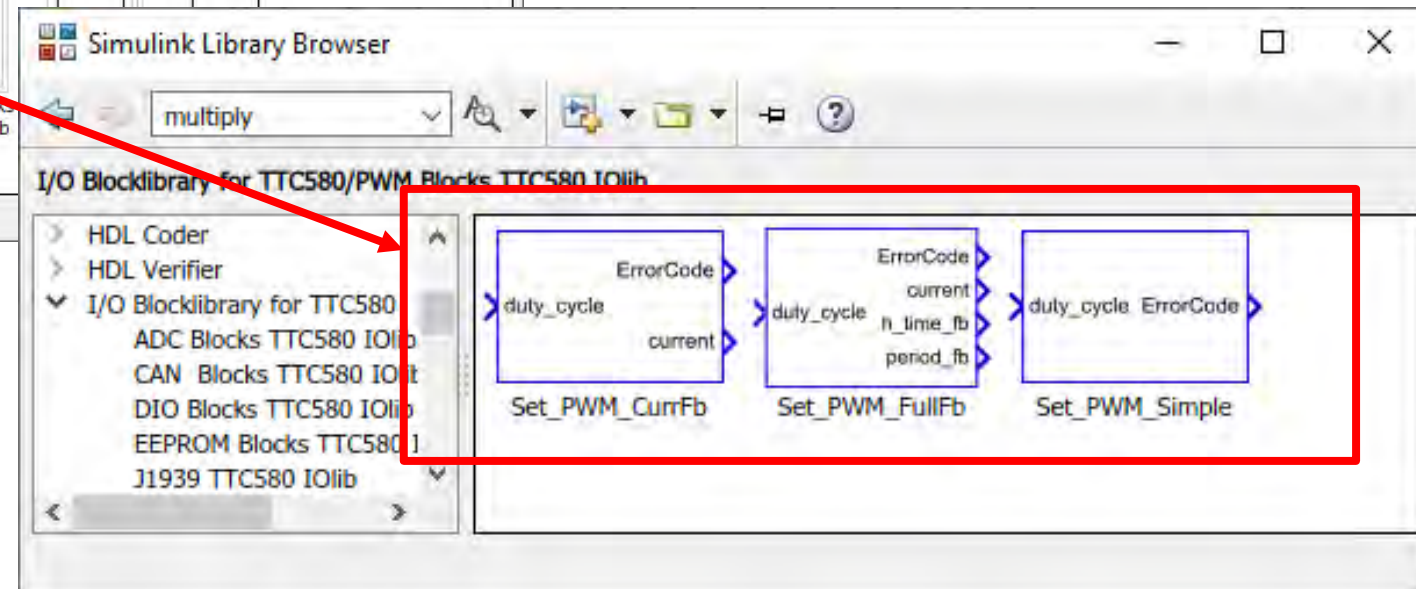 Simulink Library Browser
multiply
I/O Blocklibrary for TTC580/PWM Blocks TTC580 IOlib
HDL Coder
HDL Verifier
I/O Blocklibrary for TTC580
ADC Blocks TTC580 IOlib
CAN Blocks TTC580 IOlit
DIO Blocks TTC580 IOlib
EEPROM Blocks TTC580 I
J1939 TTC580 IOlib
duty_cycle
ErrorCode
current
Set_PWM_CurrFb
duty_cycle
ErrorCode
current
h_time_fb
period_fb
Set_PWM_FullFb
duty_cycle ErrorCode
Set_PWM_Simple